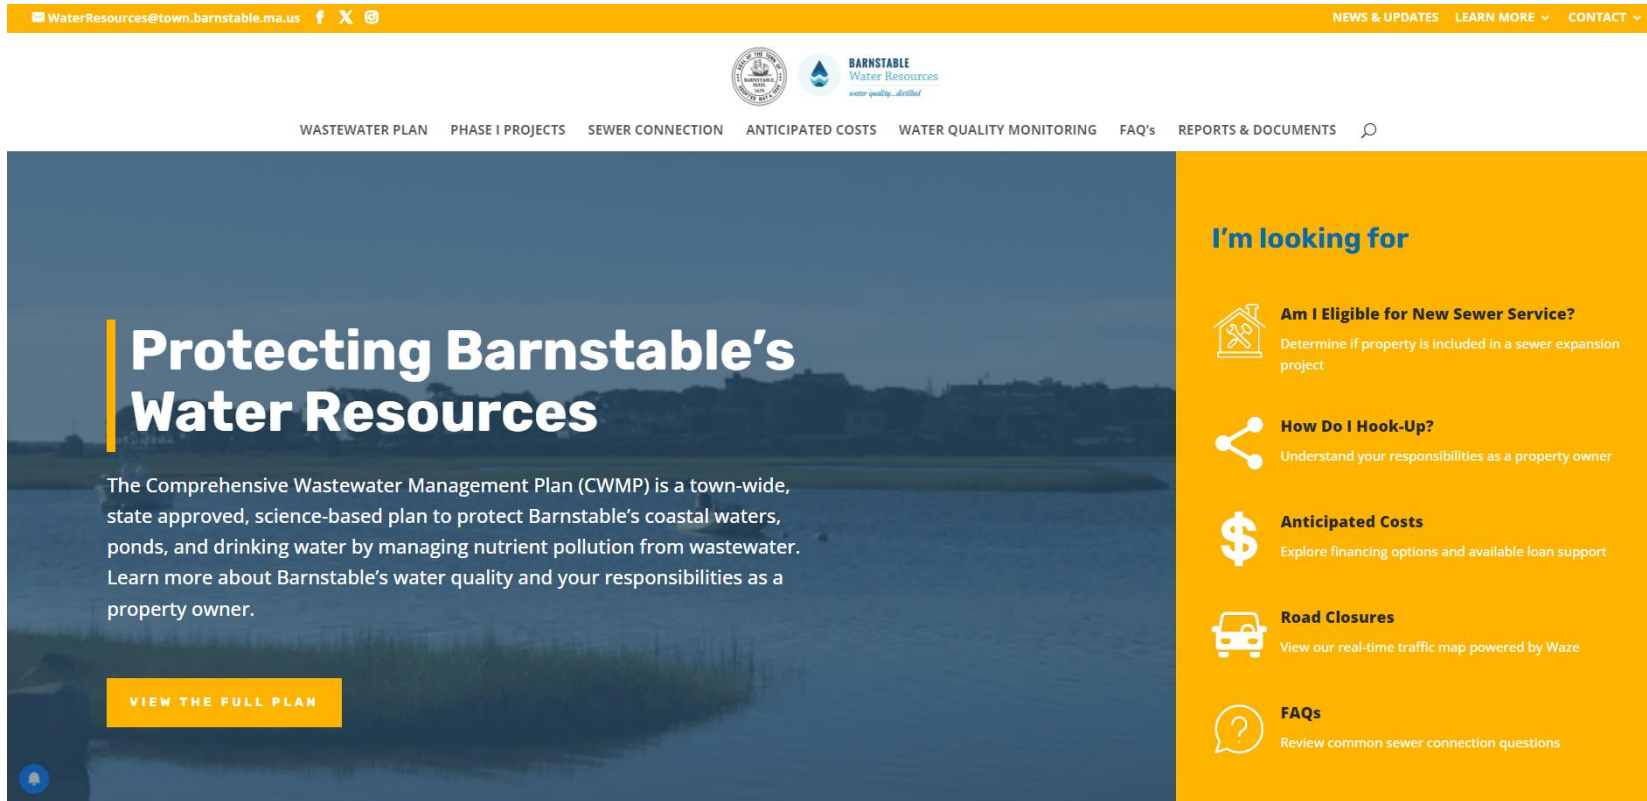 WaterResources@town.barnstable.ma.us
NEWS & UPDATES LEARN MORE CONTACT
BARNSTABLE
Water Resources
water quality...distilled
WASTEWATER PLAN PHASE I PROJECTS SEWER CONNECTION ANTICIPATED COSTS WATER QUALITY MONITORING FAQ's REPORTS & DOCUMENTS
Protecting Barnstable's
Water Resources
The Comprehensive Wastewater Management Plan (CWMP) is a town-wide,
state approved, science-based plan to protect Barnstable's coastal waters,
ponds, and drinking water by managing nutrient pollution from wastewater.
Learn more about Barnstable's water quality and your responsibilities as a
property owner.
VIEW THE FULL PLAN
I'm looking for
Am I Eligible for New Sewer Service?
Determine if property is included in a sewer expansion
project
How Do I Hook-Up?
Understand your responsibilities as a property owner
Anticipated Costs
Explore financing options and available loan support
Road Closures
View our real-time traffic map powered by Waze
FAQs
Review common sewer connection questions